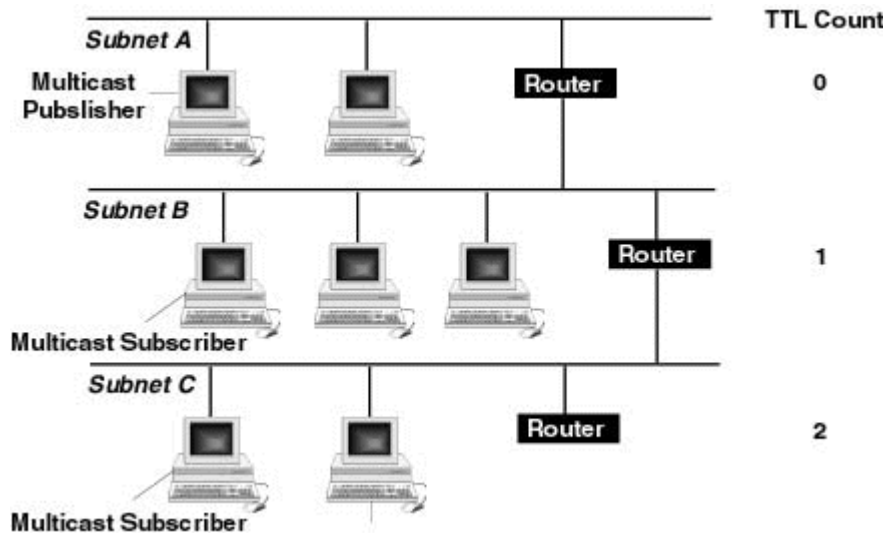 TTL Count
Subnet A
Multicast
Pubslisher
Router
0
Subnet B
Router
1
Multicast Subscriber
Subnet C
Router
2
Multicast Subscriber